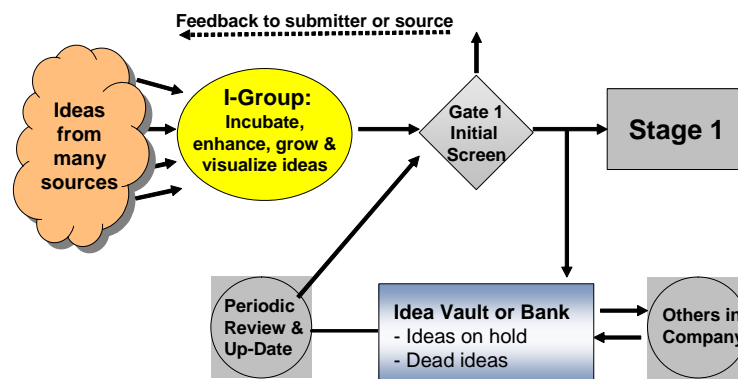 Feedback to submitter or source
Ideas
from
many
sources
I-Group:
Incubate,
enhance, grow &
visualize ideas
Gate 1
Initial
Screen
Stage 1
Periodic
Review &
Up-Date
Idea Vault or Bank
- Ideas on hold
- Dead ideas
Others in
Company